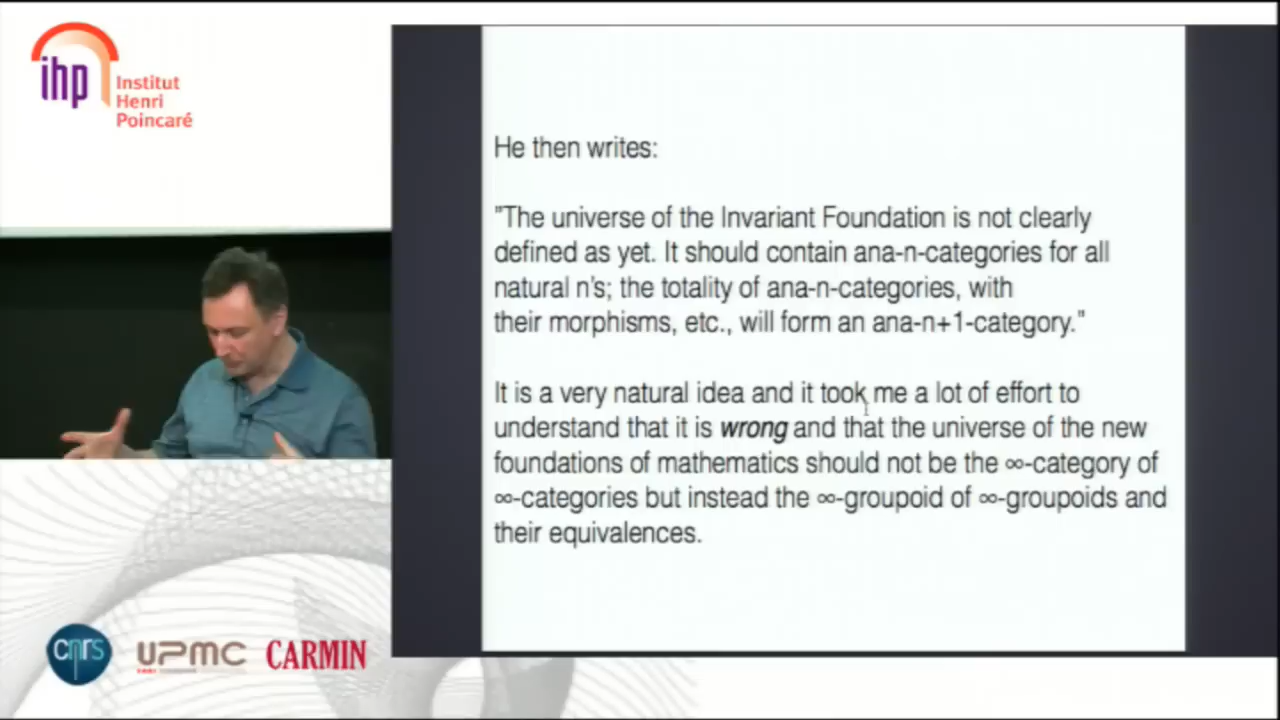 ihp
Institut
Henri
Poincaré
He then writes:
"The universe of the Invariant Foundation is not clearly
defined as yet. It should contain ana-n-categories for all
natural n's; the totality of ana-n-categories, with
their morphisms, etc., will form an ana-n+1-category."
It is a very natural idea and it took me a lot of effort to
understand that it is wrong and that the universe of the new
foundations of mathematics should not be the ∞-category of
∞-categories but instead the ∞-groupoid of ∞-groupoids and
their equivalences.
cnrs
UPMC
CARMIN